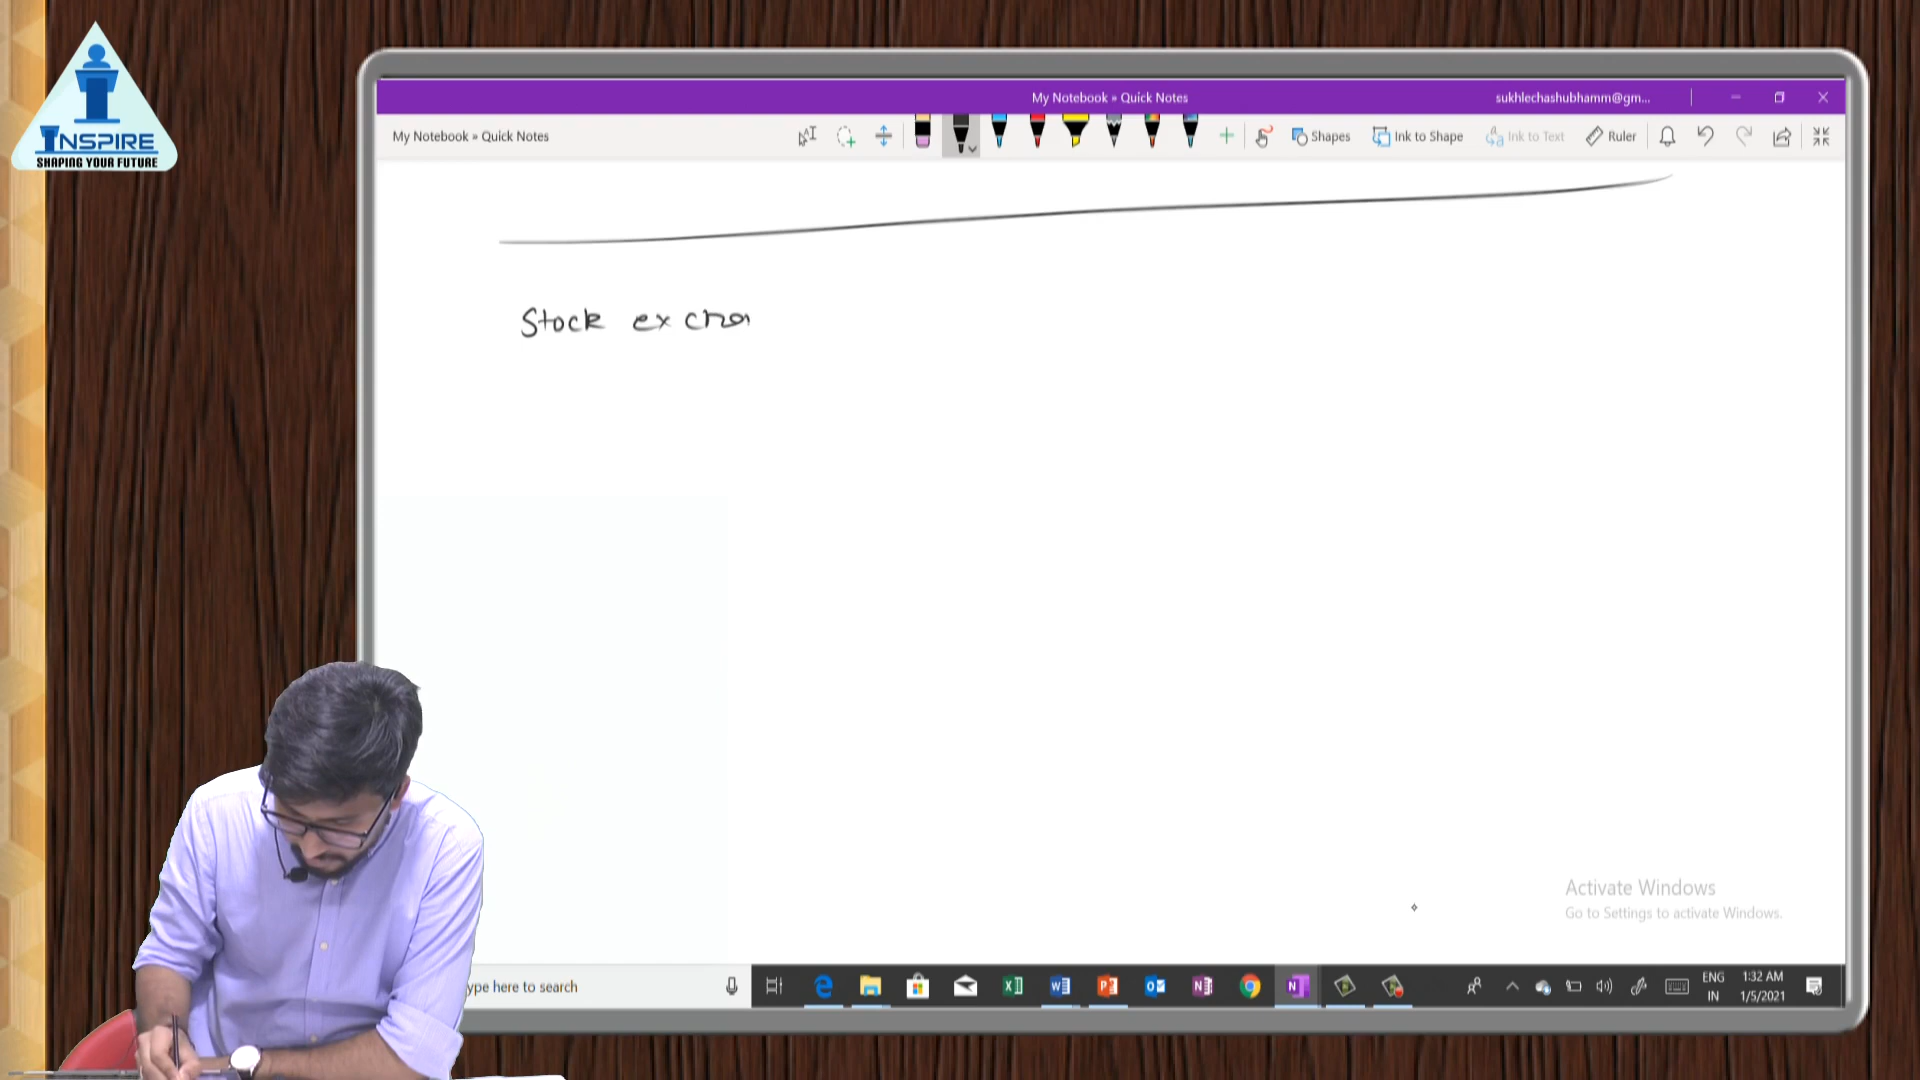 INSPIRE
SHAPING YOUR FUTURE
My Notebook » Quick Notes
sukhlechashubhamm@gm...
My Notebook » Quick Notes
Shapes
Ink to Shape
Ink to Text
Ruler
Stock excha
Activate Windows
Go to Settings to activate Windows.
ype here to search
ENG
IN
1:32 AM
1/5/2021